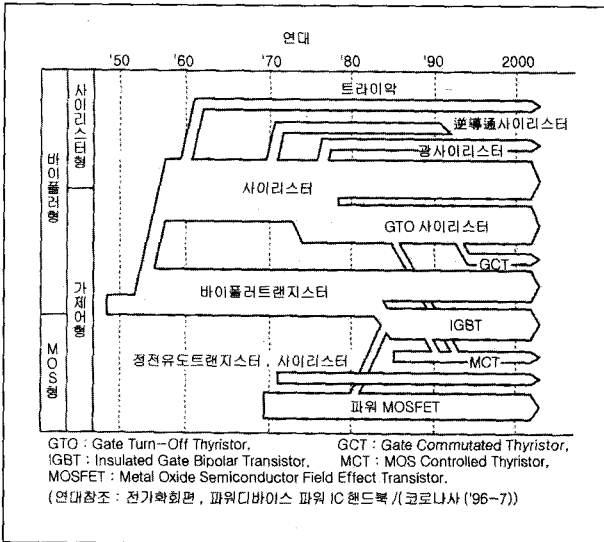 연대
'50 '60 '70 '80 '90 2000
바이폴러형
사이리스터형
가제어형
MOS형
트라이악
逆導通사이리스터
광사이리스터
사이리스터
GTO 사이리스터
GCT
바이폴러트랜지스터
IGBT
정전유도트랜지스터, 사이리스터
MCT
파워 MOSFET
GTO : Gate Turn-Off Thyristor, GCT : Gate Commutated Thyristor,
IGBT : Insulated Gate Bipolar Transistor, MCT : MOS Controlled Thyristor,
MOSFET : Metal Oxide Semiconductor Field Effect Transistor.
(연대참조 : 전기학회편, 파워디바이스 파워 IC 핸드북/(코로나사('96-7))